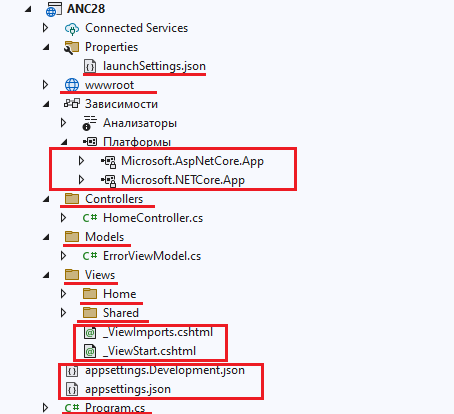 ANC28
Connected Services
Properties
launchSettings.json
wwwroot
Зависимости
Анализаторы
Платформы
Microsoft.AspNetCore.App
Microsoft.NETCore.App
Controllers
C# HomeController.cs
Models
C# ErrorViewModel.cs
Views
Home
Shared
_ViewImports.cshtml
_ViewStart.cshtml
appsettings.Development.json
appsettings.json
C# Program.cs